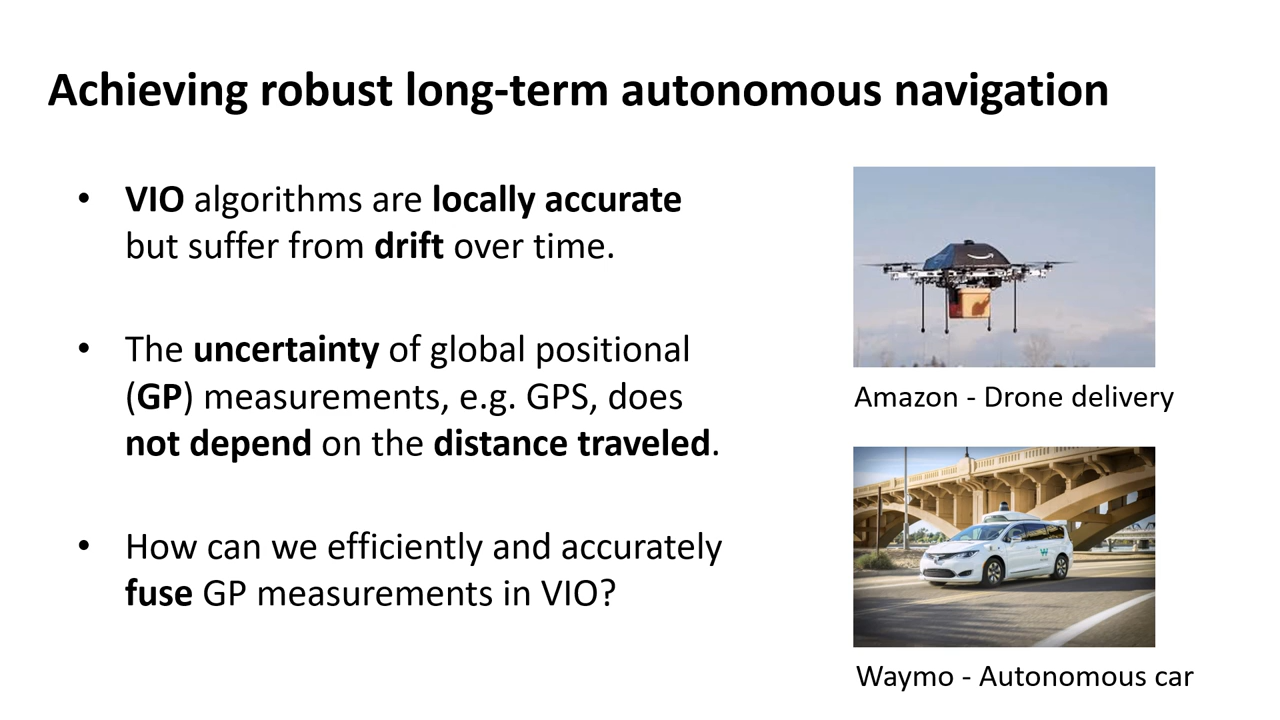 Achieving robust long-term autonomous navigation
• VIO algorithms are locally accurate
but suffer from drift over time.
• The uncertainty of global positional
(GP) measurements, e.g. GPS, does
not depend on the distance traveled.
• How can we efficiently and accurately
fuse GP measurements in VIO?
Amazon - Drone delivery
Waymo - Autonomous car